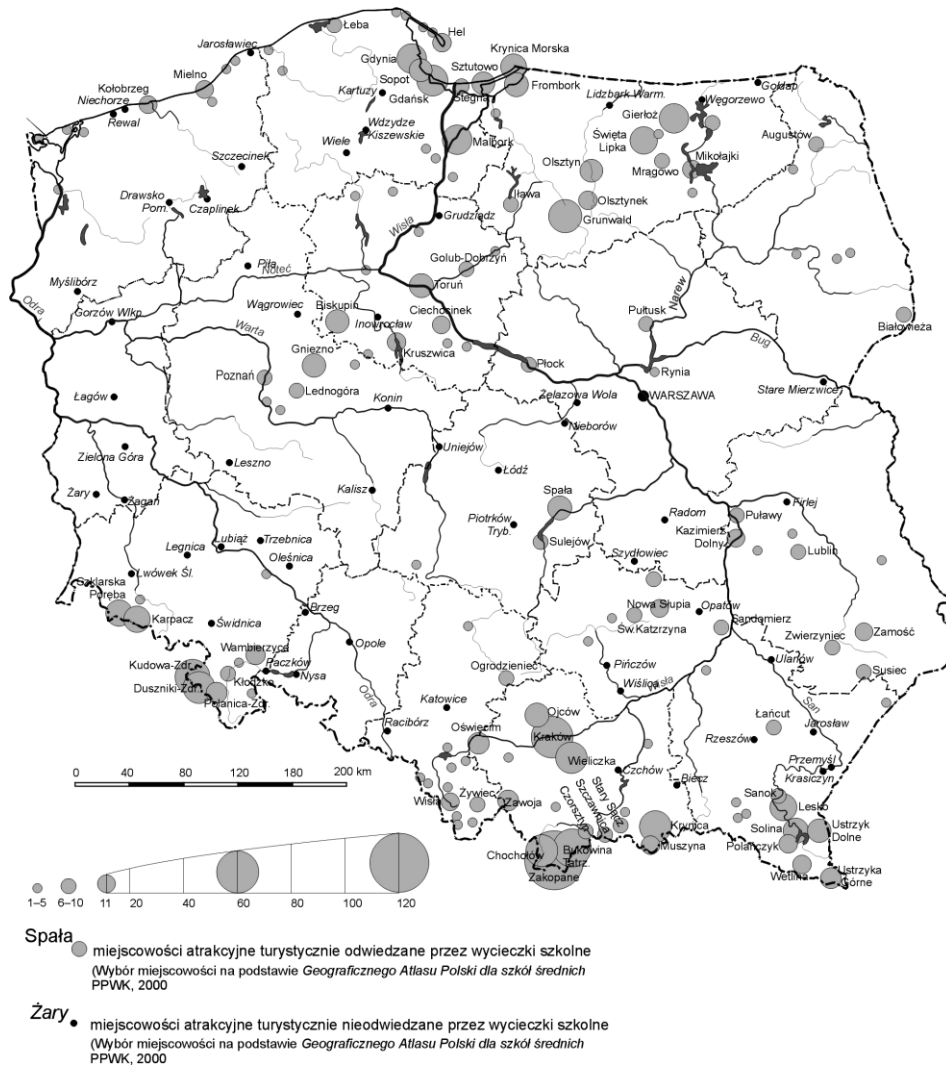 Łeba
Hel
Jarosławiec
Gdynia
Krynica Morska
Mielno
Sopot
Sztutowo
Kołobrzeg
Kartuzy
Gdańsk
Stegna
Frombork
Gołdap
Niechorze
Lidzbark Warm.
Węgorzewo
Rewal
Wdzydze
Kiszewskie
Gierłoż
Wiele
Malbork
Święta
Lipka
Augustów
Szczecinek
Olsztyn
Mikołajki
Mrągowo
Drawsko
Pom.
Czaplinek
Iława
Olsztynek
Grudziądz
Grunwald
Wisła
Piła
Noteć
Golub-Dobrzyń
Myślibórz
Toruń
Narew
Odra
Wągrowiec
Biskupin
Ciechocinek
Gorzów Wlkp.
Inowrocław
Pułtusk
Białowieża
Warta
Bug
Gniezno
Kruszwica
Poznań
Płock
Rynia
Lednogóra
Stare Mierzwice
Łagów
Konin
Żelazowa Wola
WARSZAWA
Nieborów
Zielona Góra
Uniejów
Leszno
Łódź
Żary
Żagań
Kalisz
Spała
Firlej
Piotrków
Tryb.
Radom
Puławy
Kazimierz
Dolny
Legnica
Lubiąż
Trzebnica
Sulejów
Lublin
Oleśnica
Szydłowiec
Lwówek Śl.
Szklarska
Poręba
Karpacz
Brzeg
Nowa Słupia
Opatów
Świdnica
Św.Katzrzyna
Sandomierz
Zamość
Wambierzyce
Opole
Zwierzyniec
Kudowa-Zdr.
Paczków
Ogrodzieniec
Pińczów
Ulanów
Susiec
Duszniki-Zdr.
Kłodzko
Nysa
Wiślica
Wisła
Polanica-Zdr.
Odra
Katowice
San
Racibórz
Ojców
Łańcut
Oświęcim
Kraków
Rzeszów
Jarosław
Wieliczka
Przemyśl
Czchów
Krasiczyn
Biecz
Żywiec
Stary Sącz
Sanok
Wisła
Zawoja
Szczawnica
Lesko
Czorsztyn
Krynica
Solina
Ustrzyk
Dolne
Chochołów
Bukowina
Tatrz.
Muszyna
Polańczyk
Zakopane
Wetlina
Ustrzyka
Górne
0 40 80 120 160 200 km
1–5 6–10 11 20 40 60 80 100 120
Spała
miejscowości atrakcyjne turystycznie odwiedzane przez wycieczki szkolne
(Wybór miejscowości na podstawie Geograficznego Atlasu Polski dla szkół średnich
PPWK, 2000
Żary
miejscowości atrakcyjne turystycznie nieodwiedzane przez wycieczki szkolne
(Wybór miejscowości na podstawie Geograficznego Atlasu Polski dla szkół średnich
PPWK, 2000